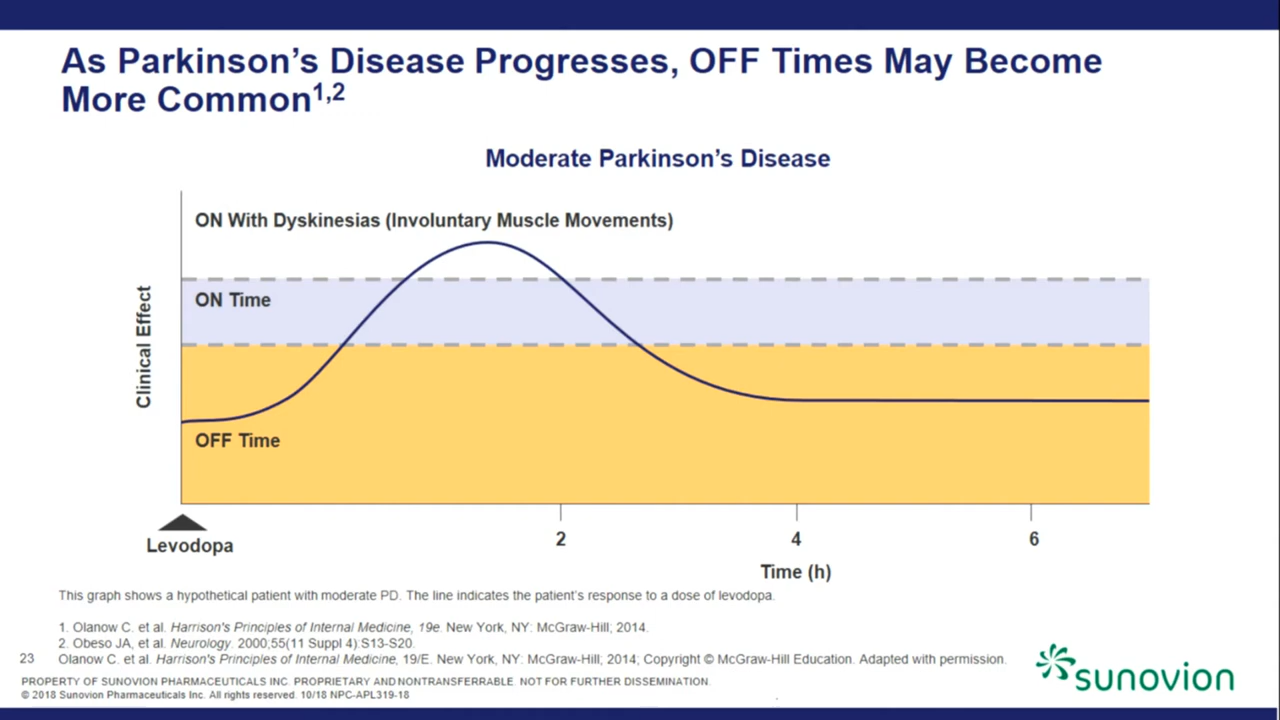 As Parkinson's Disease Progresses, OFF Times May Become
More Common1,2
Moderate Parkinson's Disease
ON With Dyskinesias (Involuntary Muscle Movements)
ON Time
Clinical Effect
OFF Time
Levodopa
2
4
6
Time (h)
This graph shows a hypothetical patient with moderate PD. The line indicates the patient's response to a dose of levodopa.
1. Olanow C. et al. Harrison's Principles of Internal Medicine, 19e. New York, NY: McGraw-Hill; 2014.
2. Obeso JA, et al. Neurology. 2000;55(11 Suppl 4):S13-S20.
23 Olanow C. et al. Harrison's Principles of Internal Medicine, 19/E. New York, NY: McGraw-Hill; 2014; Copyright © McGraw-Hill Education. Adapted with permission.
PROPERTY OF SUNOVION PHARMACEUTICALS INC. PROPRIETARY AND NONTRANSFERRABLE. NOT FOR FURTHER DISSEMINATION.
© 2018 Sunovion Pharmaceuticals Inc. All rights reserved. 10/18 NPC-APL319-18
sunovion